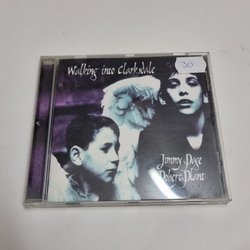 Walking into Clarksdale
30
Jimmy Page
Robert Plant